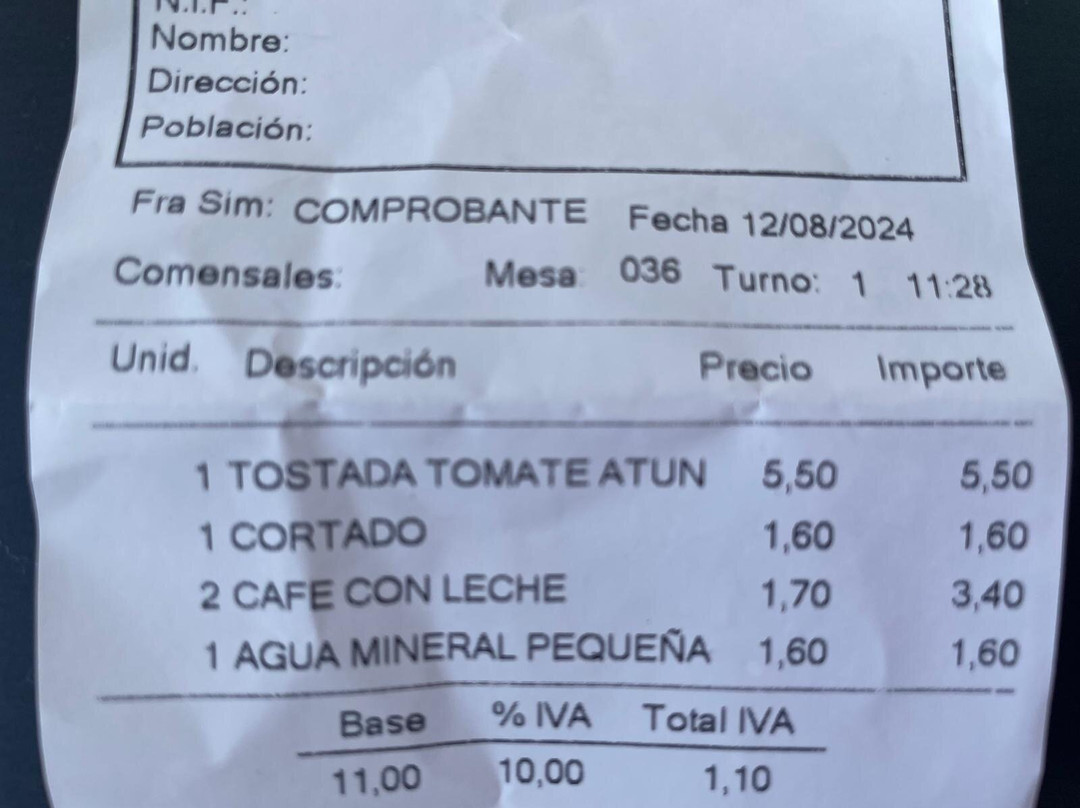 N.I.F.:
Nombre:
Dirección:
Población:
Fra Sim: COMPROBANTE Fecha 12/08/2024
Comensales: Mesa: 036 Turno: 1 11:28
Unid. Descripción Precio Importe
1 TOSTADA TOMATE ATUN 5,50 5,50
1 CORTADO 1,60 1,60
2 CAFE CON LECHE 1,70 3,40
1 AGUA MINERAL PEQUEÑA 1,60 1,60
Base % IVA Total IVA
11,00 10,00 1,10